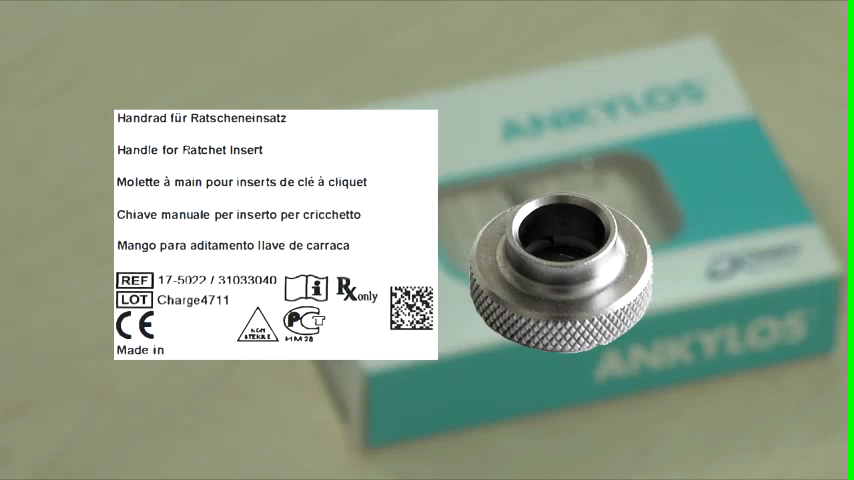 Handrad für Ratscheneinsatz
Handle for Ratchet Insert
Molette à main pour inserts de clé à cliquet
Chiave manuale per inserto per cricchetto
Mango para aditamento llave de carraca
REF 17-5022 / 31033040
Rx only
LOT Charge4711
CE
NON STERILE
Made in
ANKYLOS
ANKYLOS